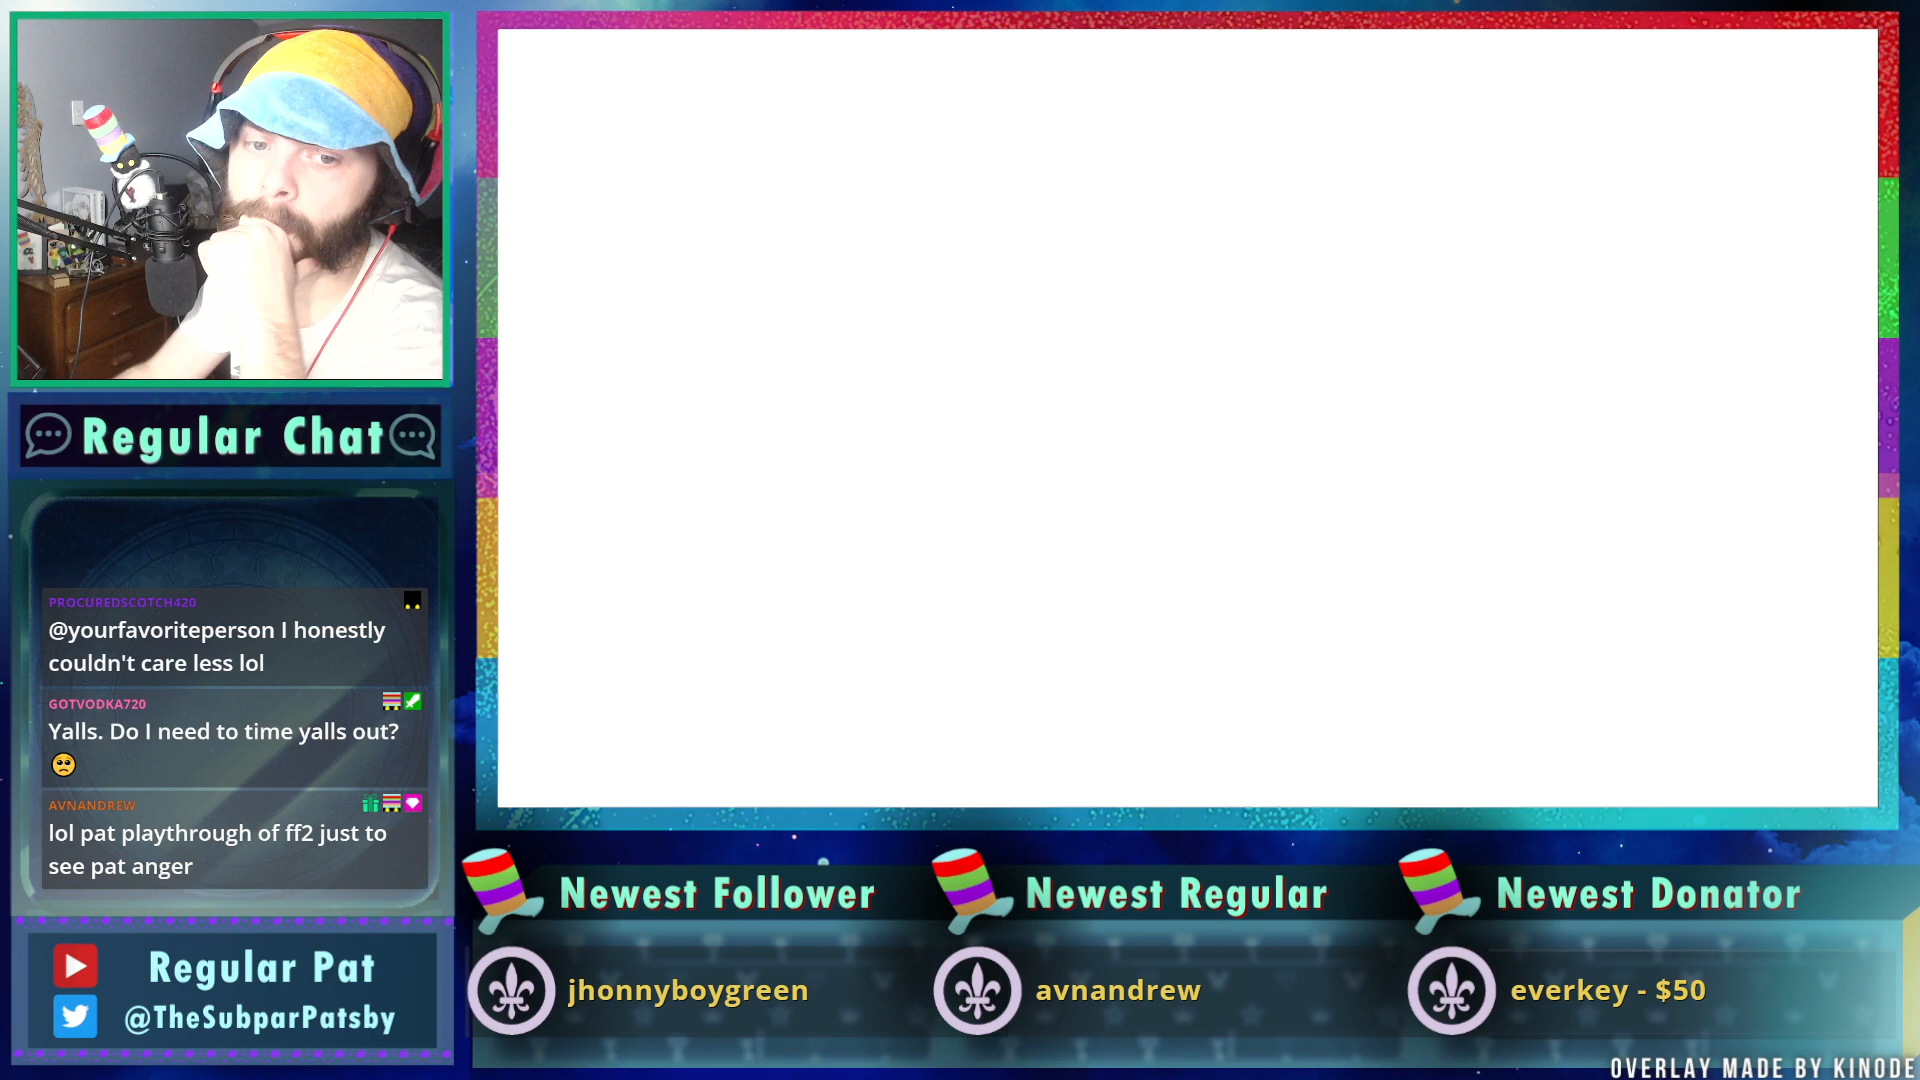 Regular Chat
PROCUREDSCOTCH420
@yourfavoriteperson I honestly
couldn't care less lol
GOTVODKA720
Yalls. Do I need to time yalls out?
🥺
AVNANDREW
lol pat playthrough of ff2 just to
see pat anger
Regular Pat
@TheSubparPatsby
Newest Follower
jhonnyboygreen
Newest Regular
avnandrew
Newest Donator
everkey - $50
OVERLAY MADE BY KINODE